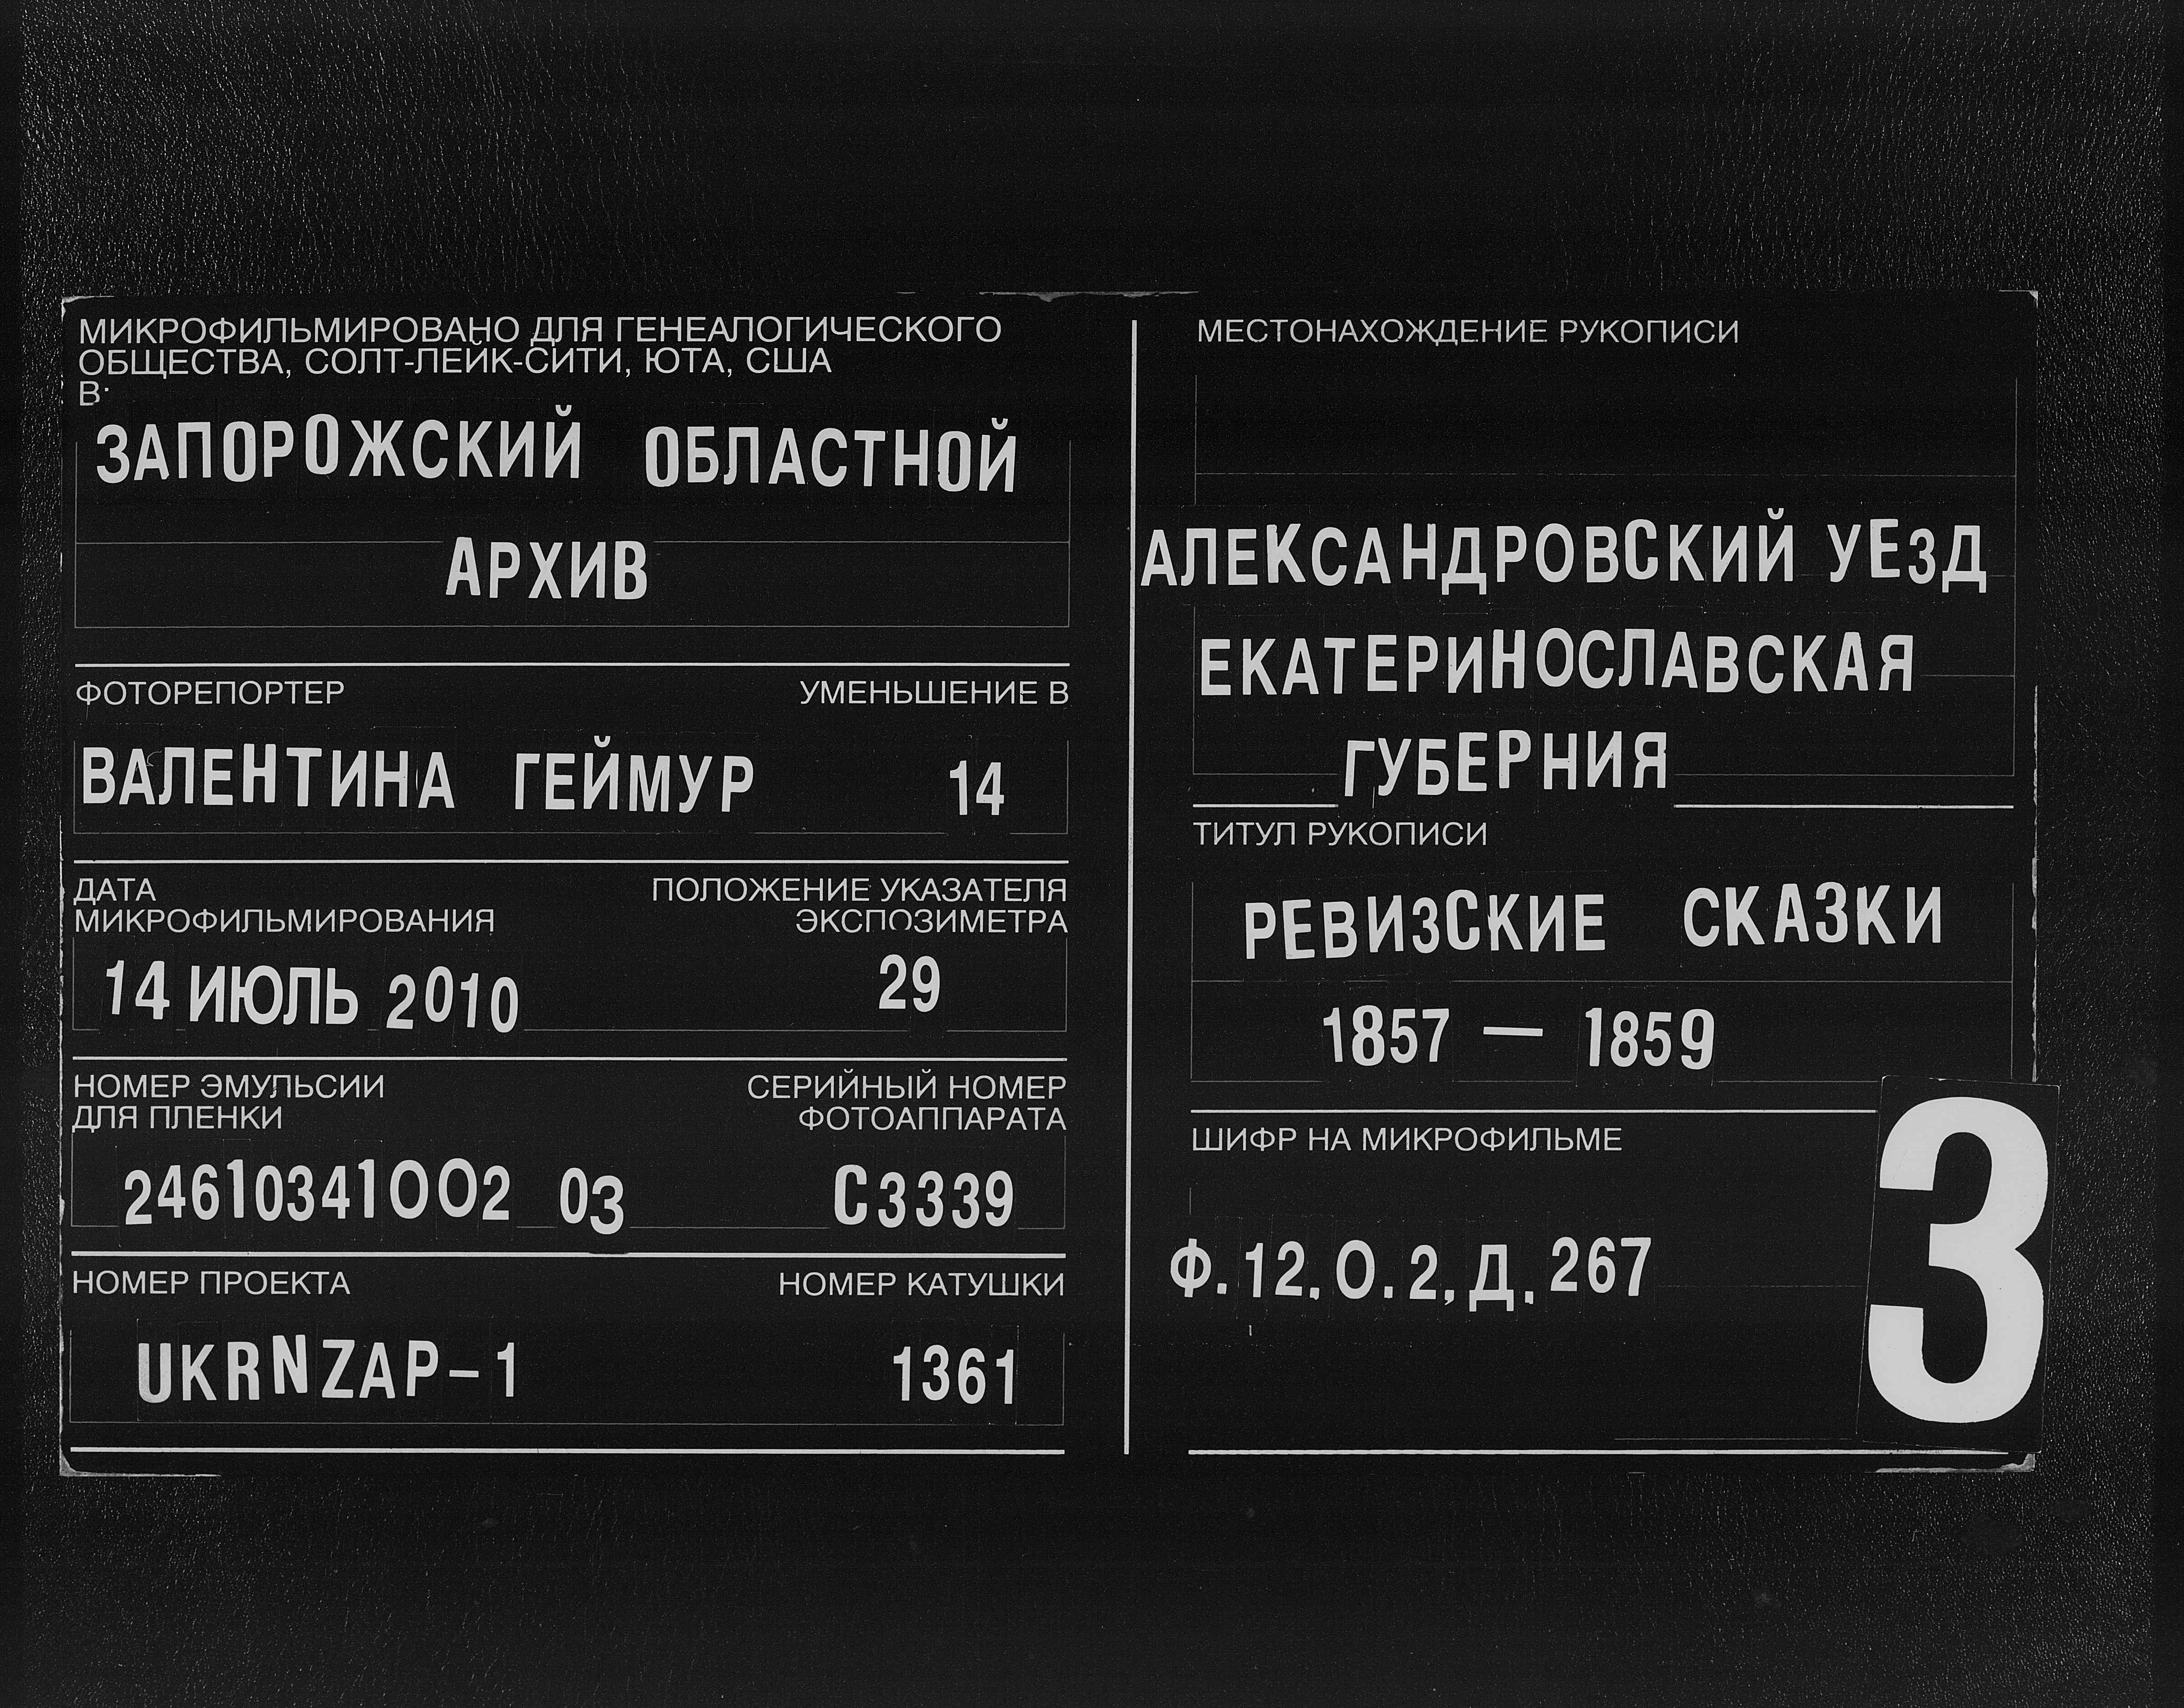 МИКРОФИЛЬМИРОВАНО ДЛЯ ГЕНЕАЛОГИЧЕСКОГО
ОБЩЕСТВА, СОЛТ-ЛЕЙК-СИТИ, ЮТА, США
В:
ЗАПОРОЖСКИЙ ОБЛАСТНОЙ
АРХИВ
ФОТОРЕПОРТЕР УМЕНЬШЕНИЕ В
ВАЛЕНТИНА ГЕЙМУР 14
ДАТА ПОЛОЖЕНИЕ УКАЗАТЕЛЯ
МИКРОФИЛЬМИРОВАНИЯ ЭКСПОЗИМЕТРА
14 ИЮЛЬ 2010 29
НОМЕР ЭМУЛЬСИИ СЕРИЙНЫЙ НОМЕР
ДЛЯ ПЛЕНКИ ФОТОАППАРАТА
24610341002 03 С3339
НОМЕР ПРОЕКТА НОМЕР КАТУШКИ
UKRNZAP-1 1361
МЕСТОНАХОЖДЕНИЕ РУКОПИСИ
АЛЕКСАНДРОВСКИЙ УЕЗД
ЕКАТЕРИНОСЛАВСКАЯ
ГУБЕРНИЯ
ТИТУЛ РУКОПИСИ
РЕВИЗСКИЕ СКАЗКИ
1857 — 1859
ШИФР НА МИКРОФИЛЬМЕ
Ф.12.О.2,Д.267
3